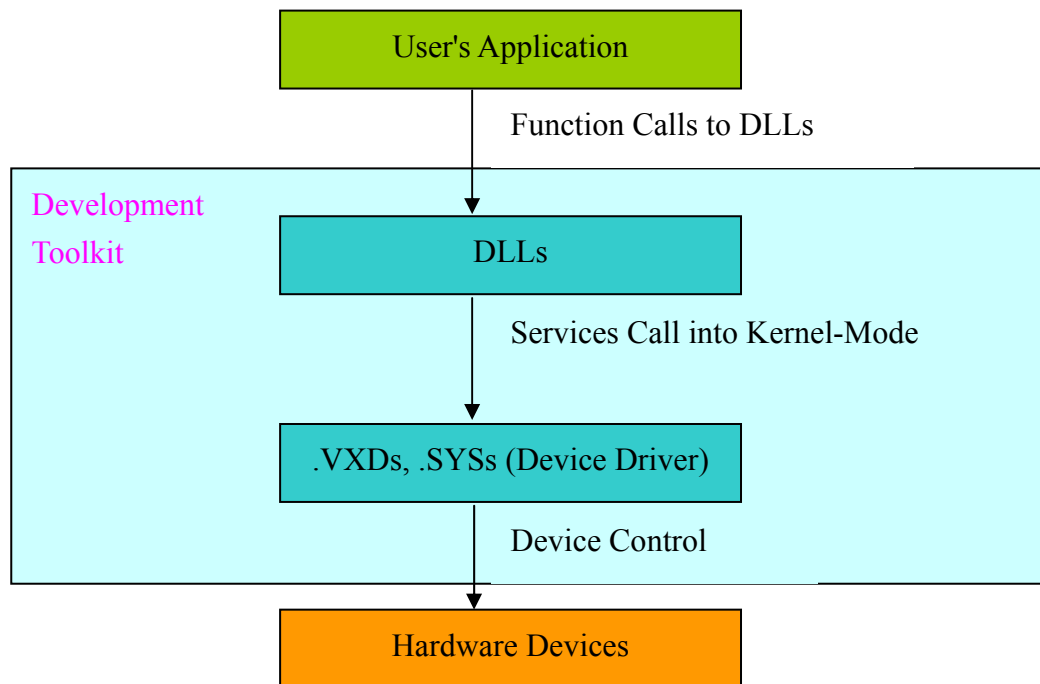 User's Application
Function Calls to DLLs
Development
Toolkit
DLLs
Services Call into Kernel-Mode
.VXDs, .SYSs (Device Driver)
Device Control
Hardware Devices